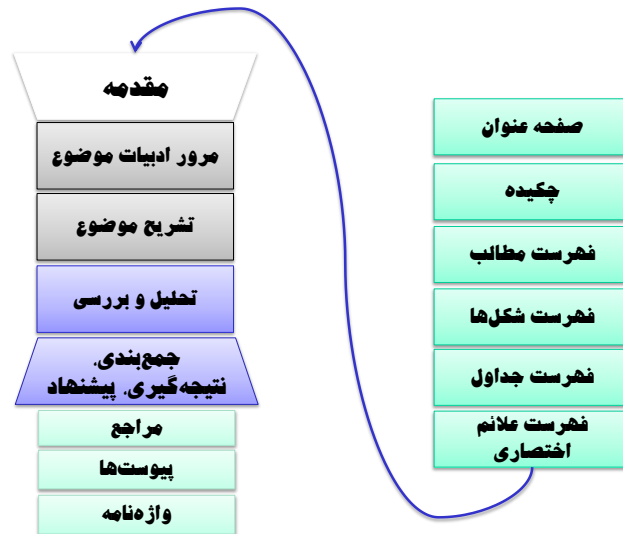 صفحه عنوان
چکیده
فهرست مطالب
فهرست شکل‌ها
فهرست جداول
فهرست علائم
اختصاری
مقدمه
مرور ادبیات موضوع
تشریح موضوع
تحلیل و بررسی
جمع‌بندی،
نتیجه‌گیری، پیشنهاد
مراجع
پیوست‌ها
واژه‌نامه